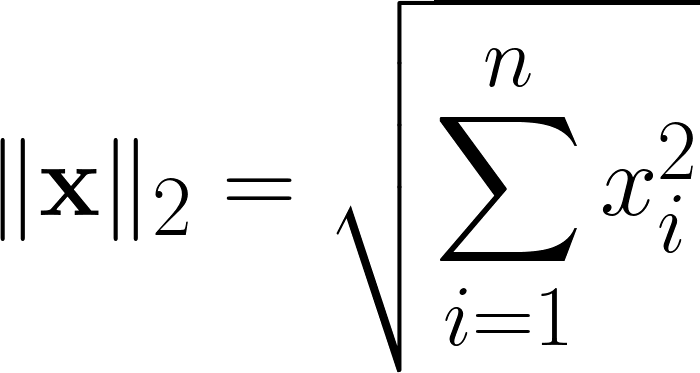 ‖𝐱‖₂ = √(∑ᵢ₌₁ⁿ xᵢ²)